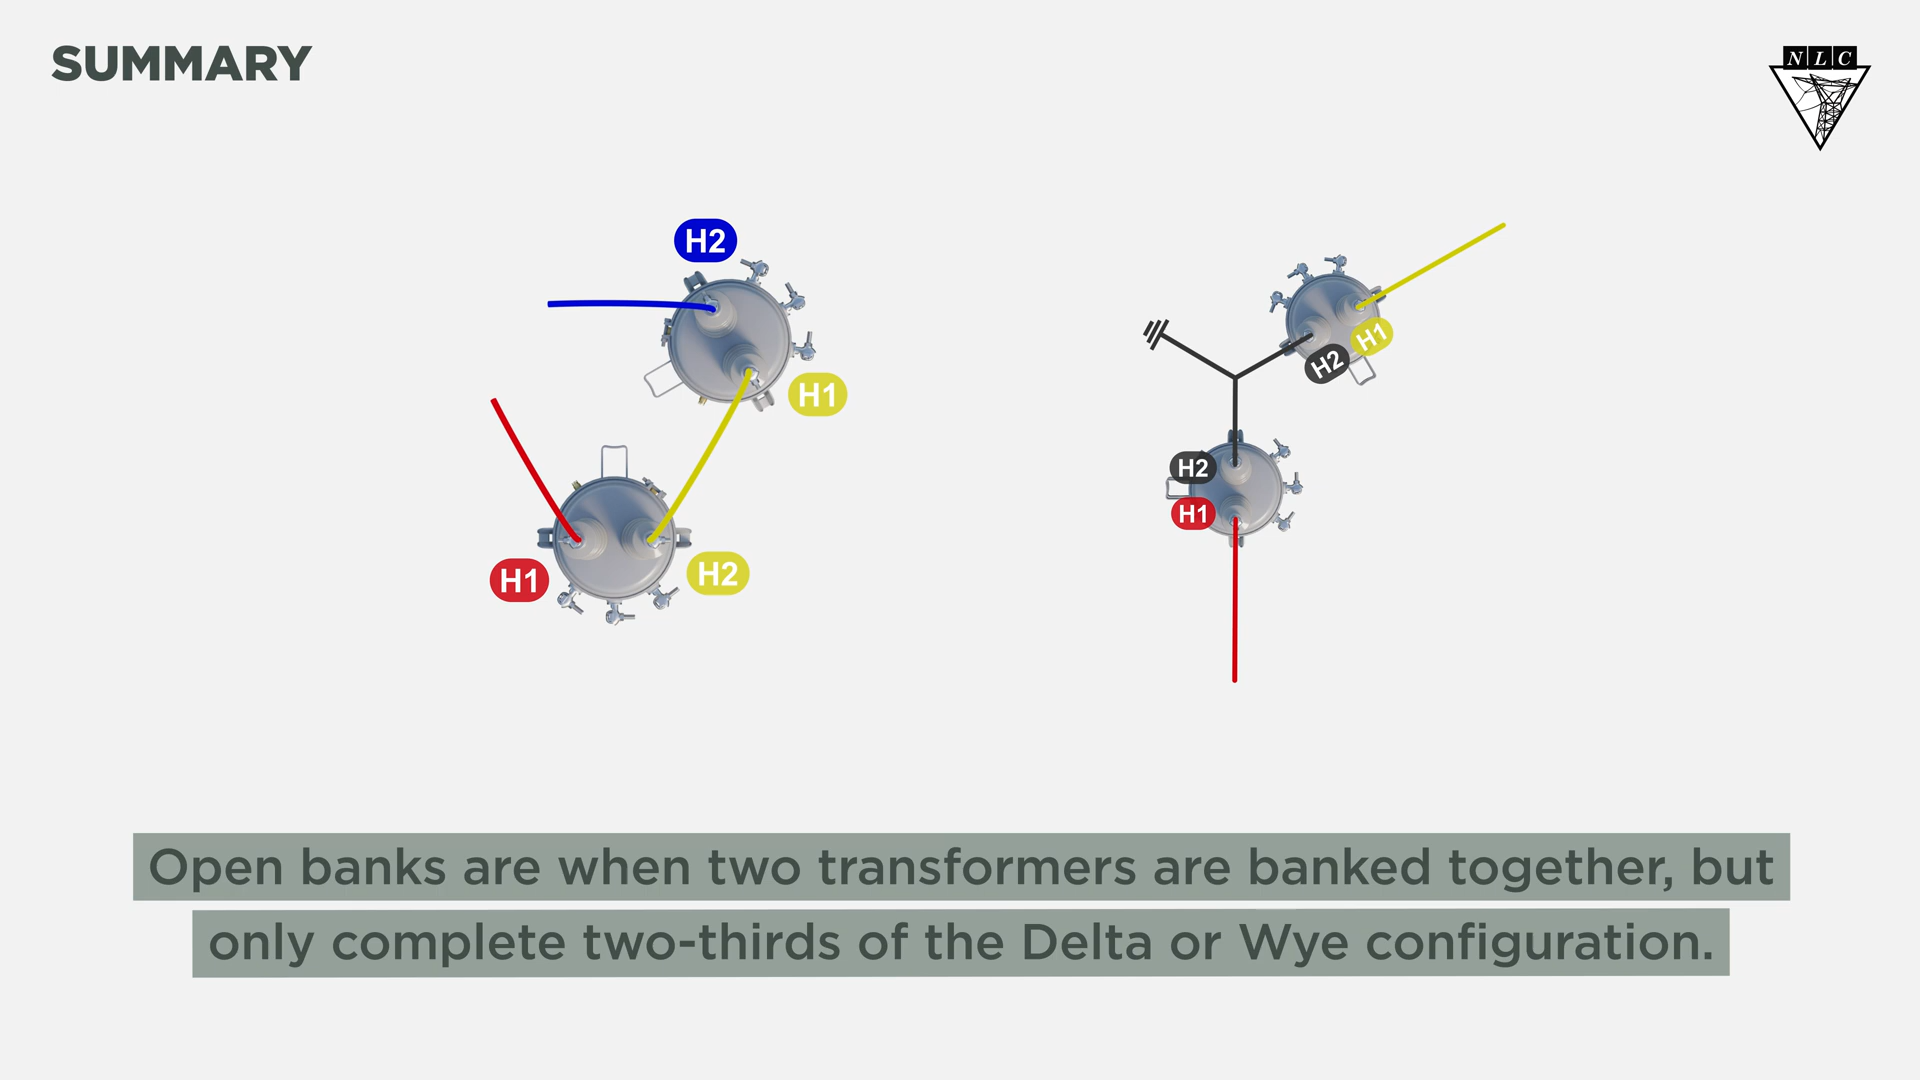 SUMMARY
NLC
H2
H1
H1
H2
H1
H2
H2
H1
Open banks are when two transformers are banked together, but
only complete two-thirds of the Delta or Wye configuration.